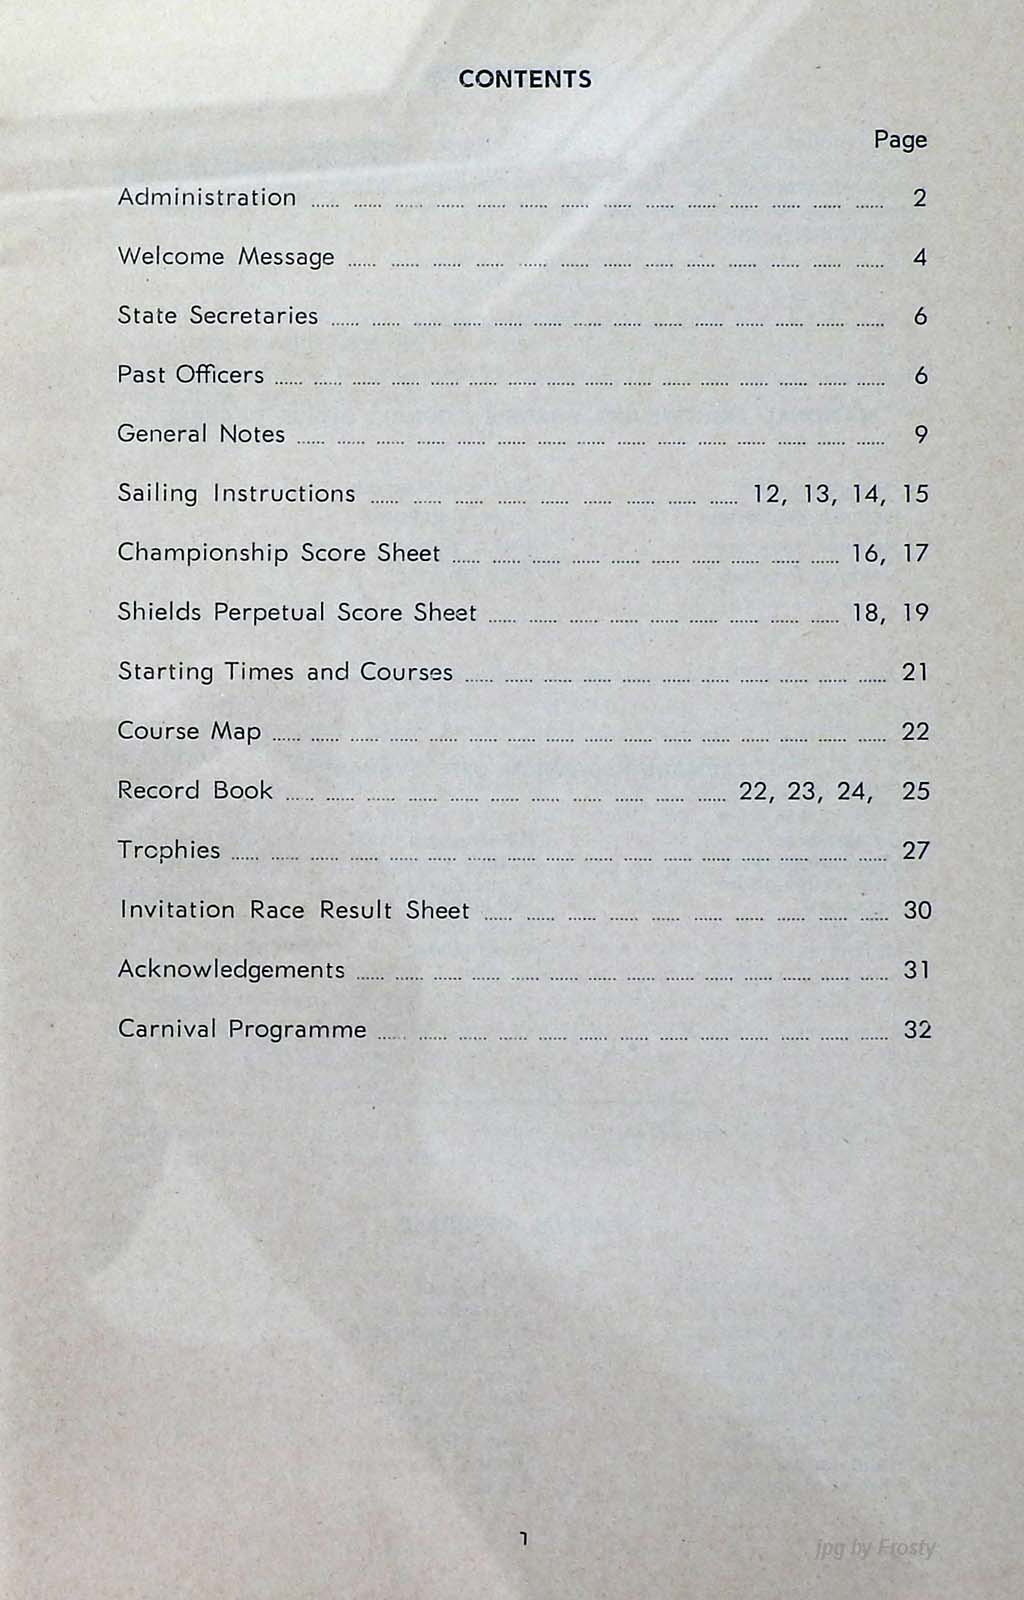 CONTENTS
Page
Administration ...... ...... ...... ...... ...... ...... ...... ...... ...... ...... ...... ...... ...... ...... 2
Welcome Message ...... ...... ...... ...... ...... ...... ...... ...... ...... ...... ...... ...... ...... 4
State Secretaries ...... ...... ...... ...... ...... ...... ...... ...... ...... ...... ...... ...... ...... ...... 6
Past Officers ...... ...... ...... ...... ...... ...... ...... ...... ...... ...... ...... ...... ...... ...... ...... ...... 6
General Notes ...... ...... ...... ...... ...... ...... ...... ...... ...... ...... ...... ...... ...... ...... ...... 9
Sailing Instructions ...... ...... ...... ...... ...... ...... ...... ...... ...... 12, 13, 14, 15
Championship Score Sheet ...... ...... ...... ...... ...... ...... ...... ...... ...... ...... 16, 17
Shields Perpetual Score Sheet ...... ...... ...... ...... ...... ...... ...... ...... ...... 18, 19
Starting Times and Courses ...... ...... ...... ...... ...... ...... ...... ...... ...... ...... ...... 21
Course Map ...... ...... ...... ...... ...... ...... ...... ...... ...... ...... ...... ...... ...... ...... ...... ...... 22
Record Book ...... ...... ...... ...... ...... ...... ...... ...... ...... ...... ...... 22, 23, 24, 25
Trophies ...... ...... ...... ...... ...... ...... ...... ...... ...... ...... ...... ...... ...... ...... ...... ...... ...... 27
Invitation Race Result Sheet ...... ...... ...... ...... ...... ...... ...... ...... ...... ...... 30
Acknowledgements ...... ...... ...... ...... ...... ...... ...... ...... ...... ...... ...... ...... ...... ...... 31
Carnival Programme ...... ...... ...... ...... ...... ...... ...... ...... ...... ...... ...... ...... ...... 32
1
jpg by Frosty